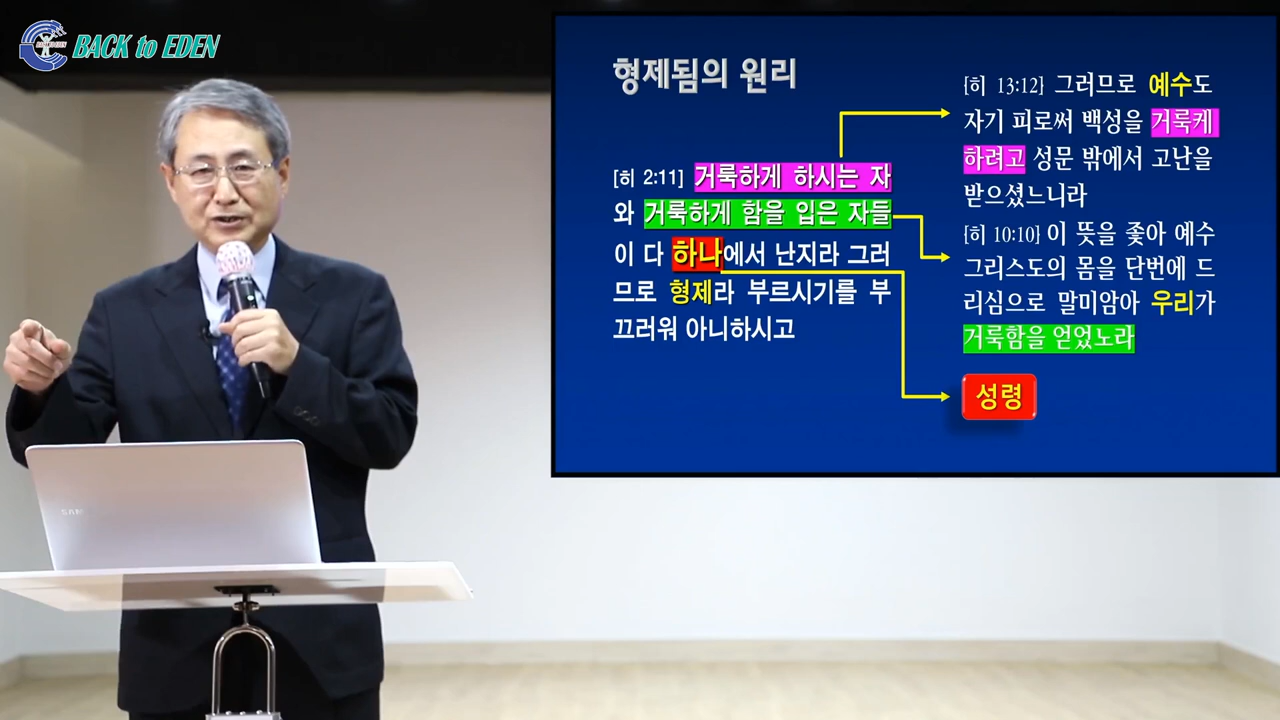 BACK to EDEN
형제됨의 원리
[히 2:11] 거룩하게 하시는 자
와 거룩하게 함을 입은 자들
이 다 하나에서 난지라 그러
므로 형제라 부르시기를 부
끄러워 아니하시고
[히 13:12] 그러므로 예수도
자기 피로써 백성을 거룩케
하려고 성문 밖에서 고난을
받으셨느니라
[히 10:10] 이 뜻을 좇아 예수
그리스도의 몸을 단번에 드
리심으로 말미암아 우리가
거룩함을 얻었노라
성령